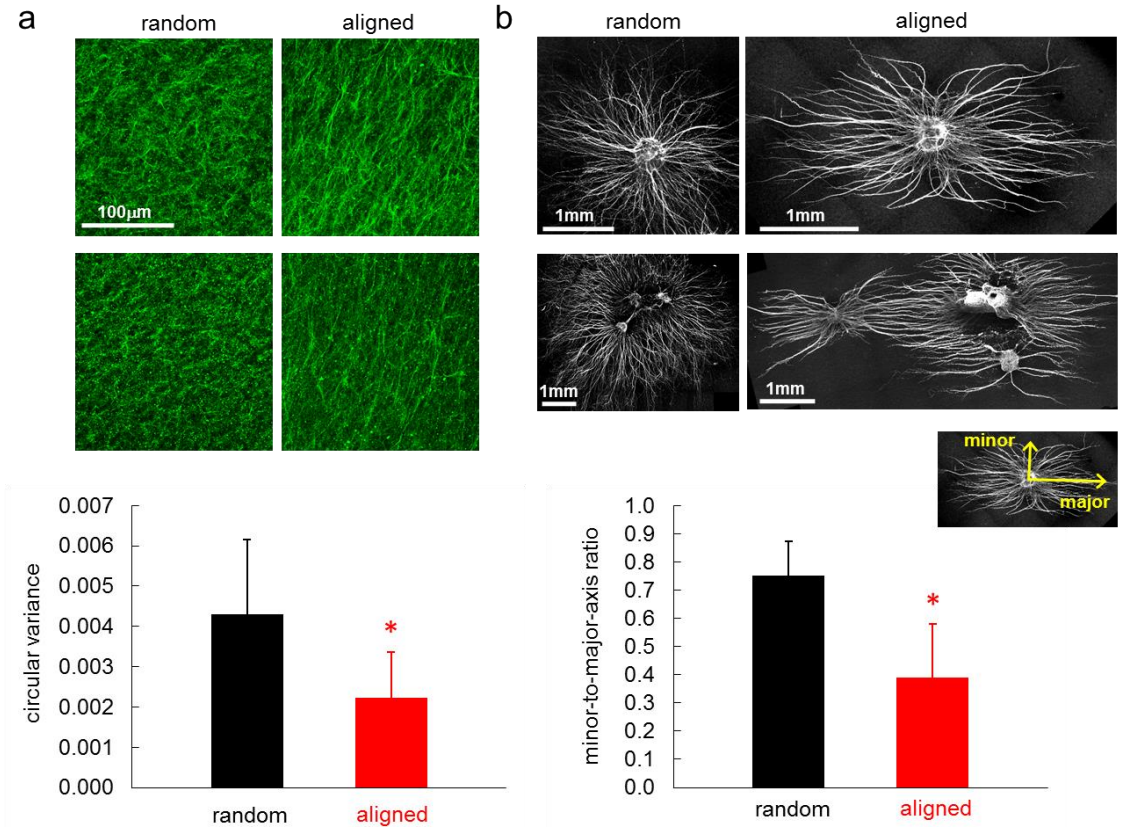 a
random
aligned
100μm
b
random
aligned
1mm
1mm
1mm
1mm
minor
major
circular variance
0.007
0.006
0.005
0.004
0.003
0.002
0.001
0.000
*
random
aligned
minor-to-major-axis ratio
1.0
0.9
0.8
0.7
0.6
0.5
0.4
0.3
0.2
0.1
0.0
*
random
aligned